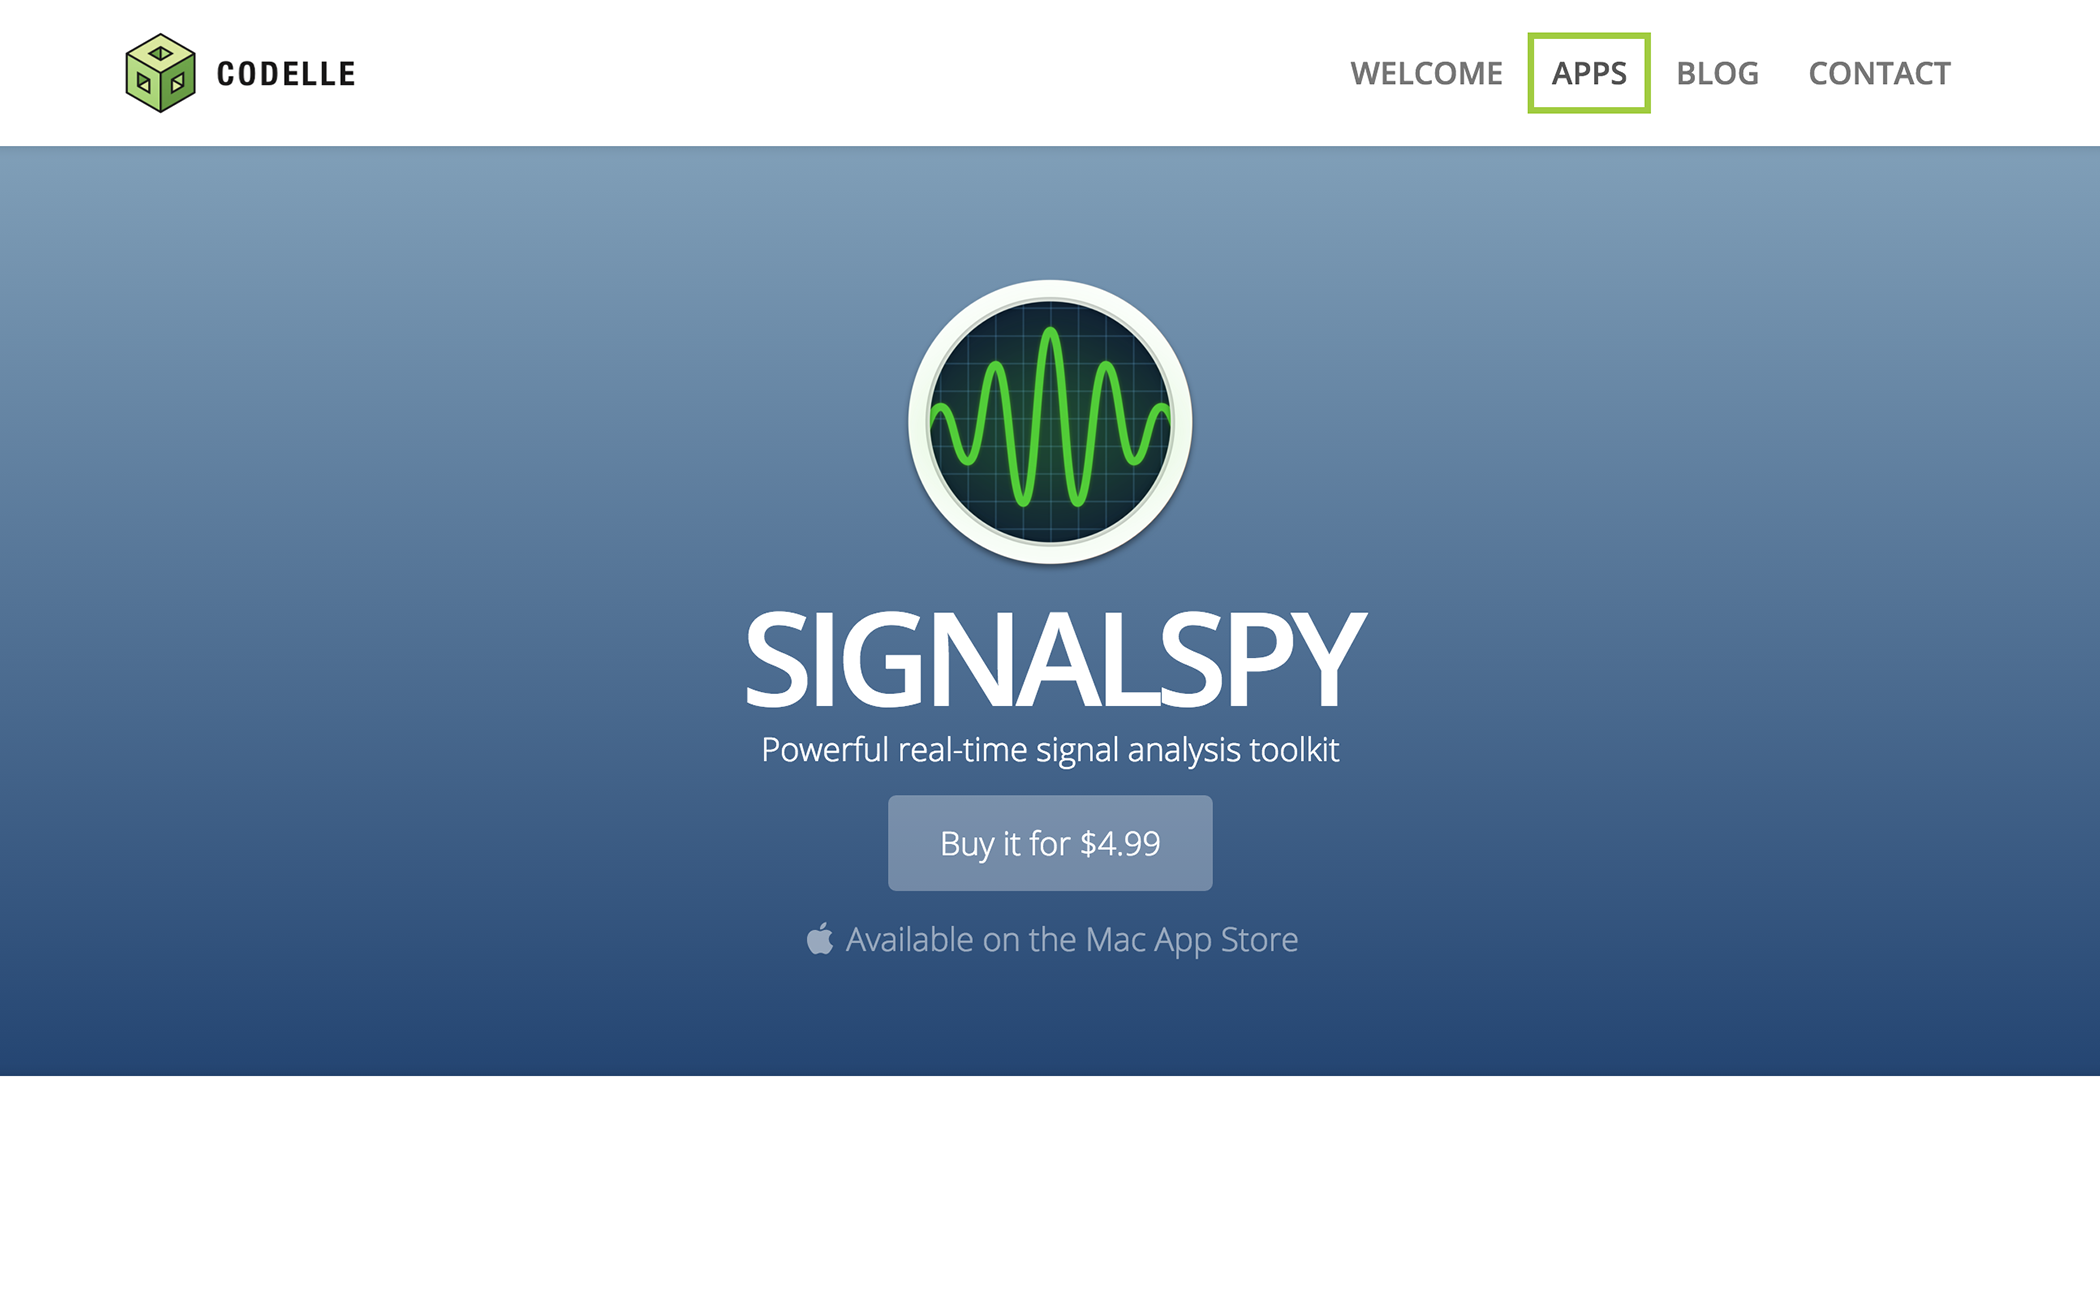 CODELLE
WELCOME APPS BLOG CONTACT
SIGNALSPY
Powerful real-time signal analysis toolkit
Buy it for $4.99
Available on the Mac App Store